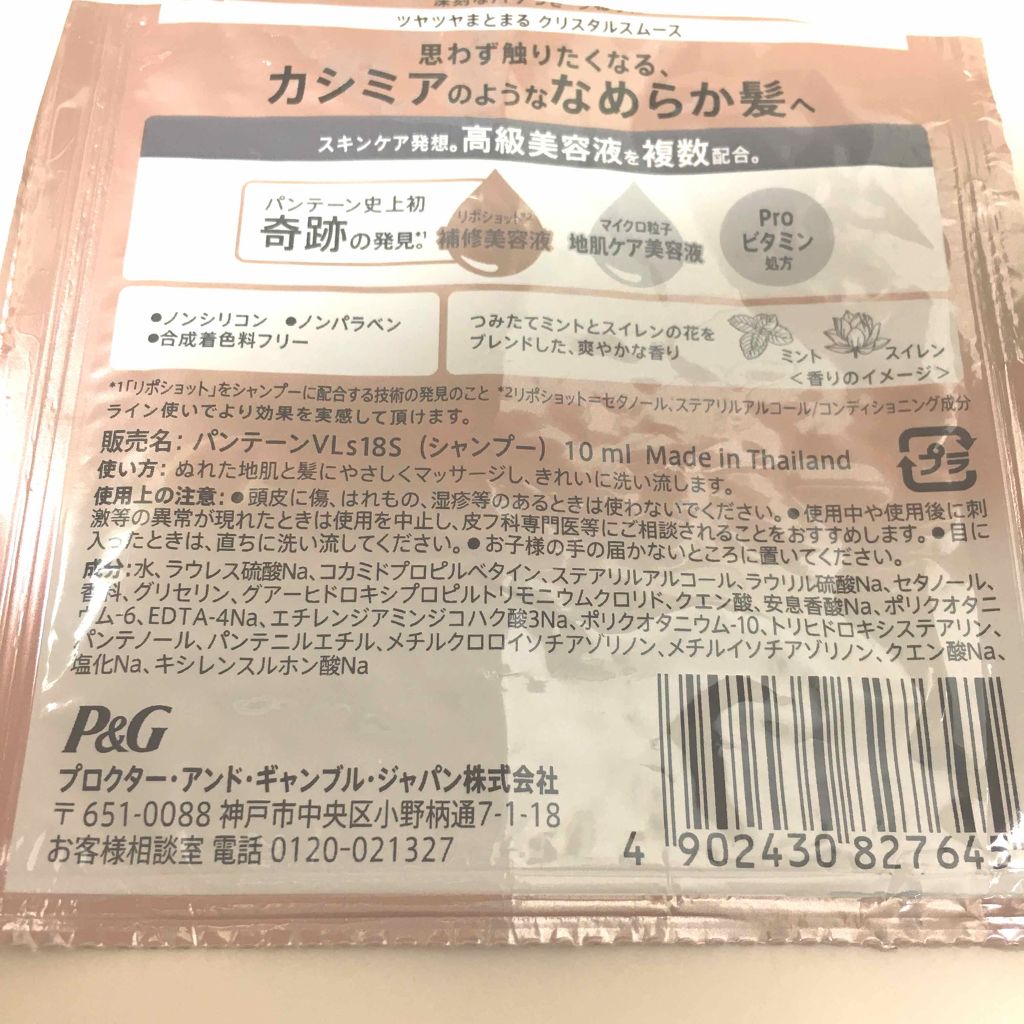 ツヤツヤまとまる クリスタルスムース
思わず触りたくなる、
カシミアのようななめらか髪へ
スキンケア発想。高級美容液を複数配合。
パンテーン史上初
奇跡の発見。*1
リポショット*2
補修美容液
マイクロ粒子
地肌ケア美容液
Pro
ビタミン
処方
●ノンシリコン ●ノンパラベン
●合成着色料フリー
つみたてミントとスイレンの花を
ブレンドした、爽やかな香り
ミント
スイレン
＜香りのイメージ＞
*1「リポショット」をシャンプーに配合する技術の発見のこと *2リポショット=セタノール、ステアリルアルコール/コンディショニング成分
ライン使いでより効果を実感して頂けます。
販売名: パンテーンVLs18S (シャンプー) 10 ml Made in Thailand
プラ
使い方: ぬれた地肌と髪にやさしくマッサージし、きれいに洗い流します。
使用上の注意: ●頭皮に傷、はれもの、湿疹等のあるときは使わないでください。●使用中や使用後に刺
激等の異常が現れたときは使用を中止し、皮フ科専門医等にご相談されることをおすすめします。●目に
入ったときは、直ちに洗い流してください。●お子様の手の届かないところに置いてください。
成分:水、ラウレス硫酸Na、コカミドプロピルベタイン、ステアリルアルコール、ラウリル硫酸Na、セタノール、
香料、グリセリン、グアーヒドロキシプロピルトリモニウムクロリド、クエン酸、安息香酸Na、ポリクオタニ
ウム-6、EDTA-4Na、エチレンジアミンジコハク酸3Na、ポリクオタニウム-10、トリヒドロキシステアリン、
パンテノール、パンテニルエチル、メチルクロロイソチアゾリノン、メチルイソチアゾリノン、クエン酸Na、
塩化Na、キシレンスルホン酸Na
P&G
プロクター・アンド・ギャンブル・ジャパン株式会社
〒651-0088 神戸市中央区小野柄通7-1-18
お客様相談室 電話 0120-021327
4 902430 827645